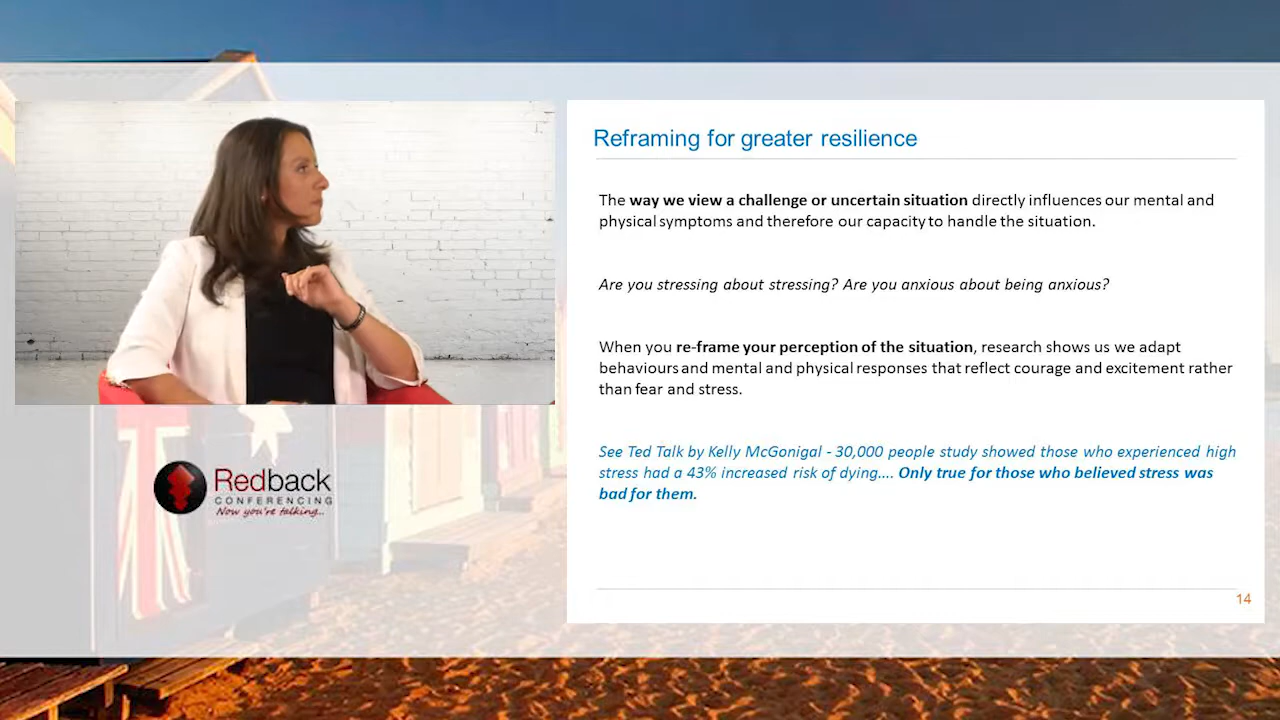 Reframing for greater resilience
The way we view a challenge or uncertain situation directly influences our mental and
physical symptoms and therefore our capacity to handle the situation.
Are you stressing about stressing? Are you anxious about being anxious?
When you re-frame your perception of the situation, research shows us we adapt
behaviours and mental and physical responses that reflect courage and excitement rather
than fear and stress.
See Ted Talk by Kelly McGonigal - 30,000 people study showed those who experienced high
stress had a 43% increased risk of dying.... Only true for those who believed stress was
bad for them.
14
Redback
CONFERENCING
Now you're talking...